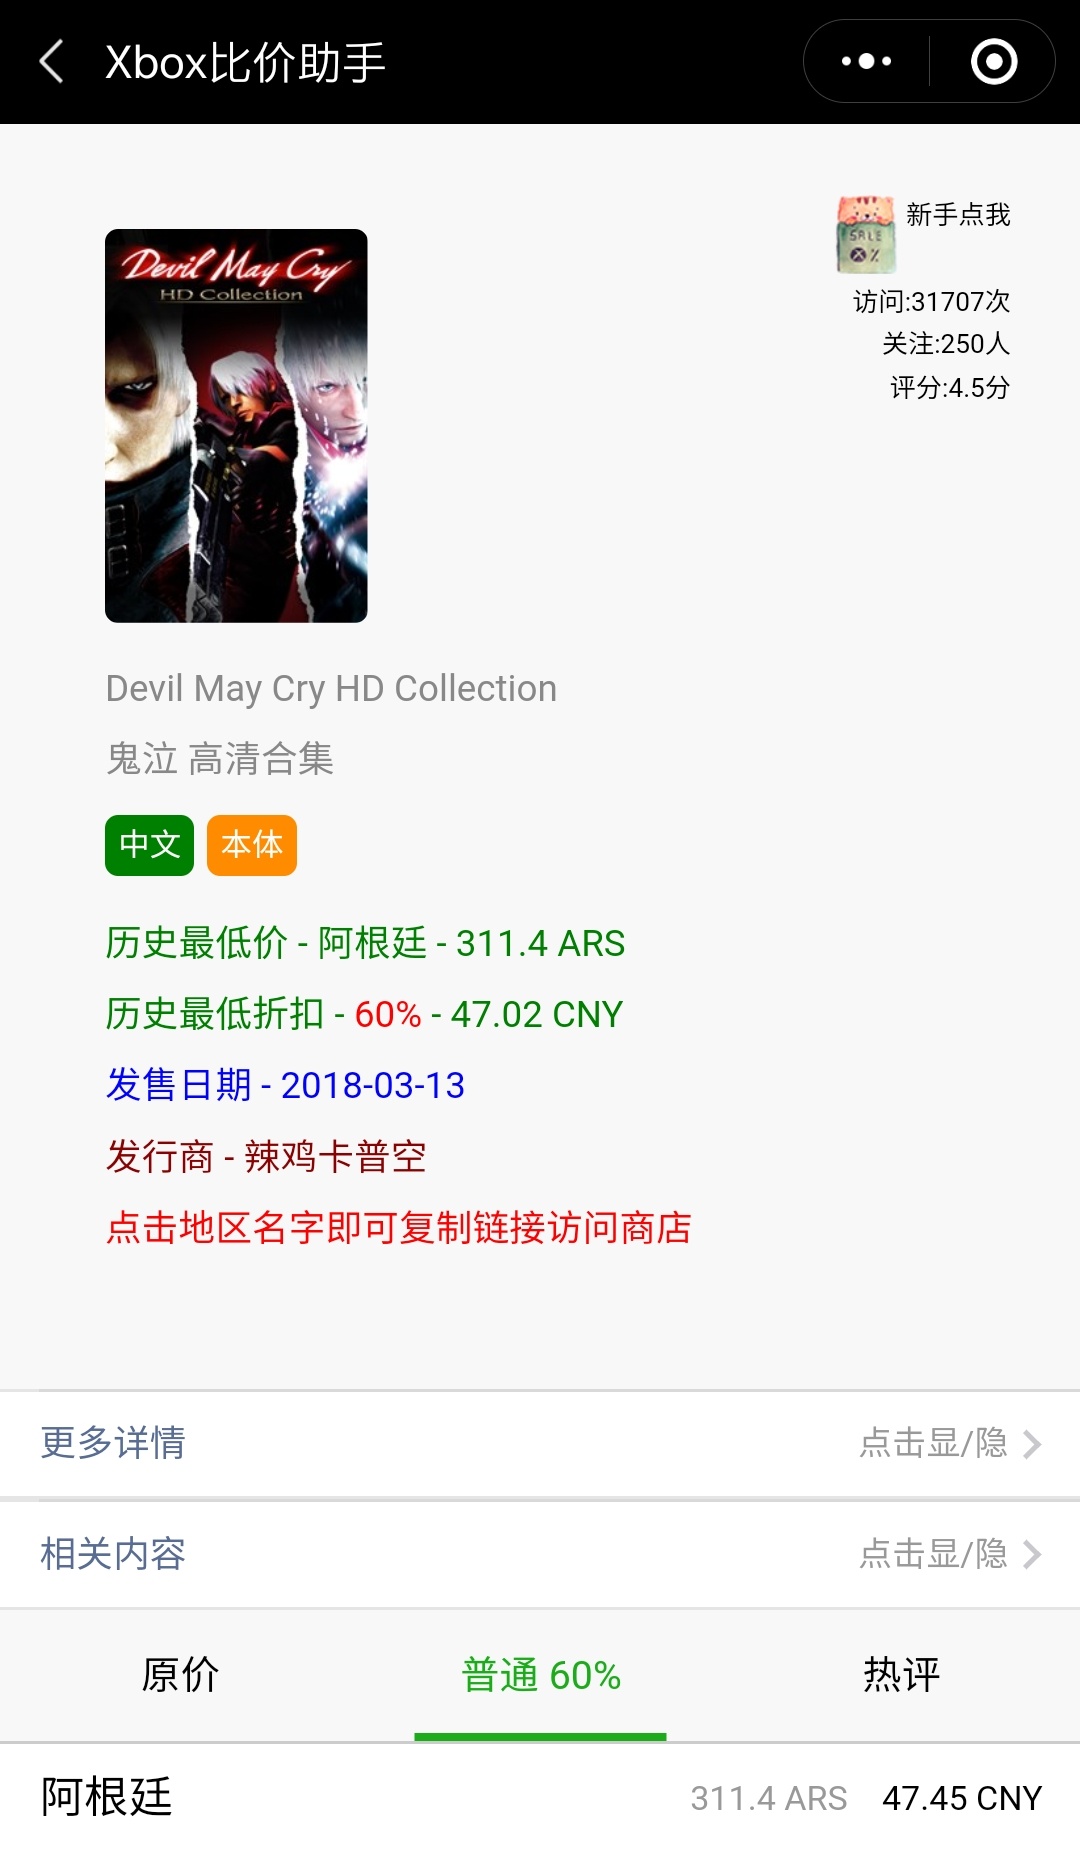 Xbox比价助手
新手点我
SALE
X%
访问:31707次
关注:250人
评分:4.5分
Devil May Cry
HD Collection
Devil May Cry HD Collection
鬼泣 高清合集
中文 本体
历史最低价 - 阿根廷 - 311.4 ARS
历史最低折扣 - 60% - 47.02 CNY
发售日期 - 2018-03-13
发行商 - 辣鸡卡普空
点击地区名字即可复制链接访问商店
更多详情 点击显/隐
相关内容 点击显/隐
原价 普通 60% 热评
阿根廷 311.4 ARS 47.45 CNY